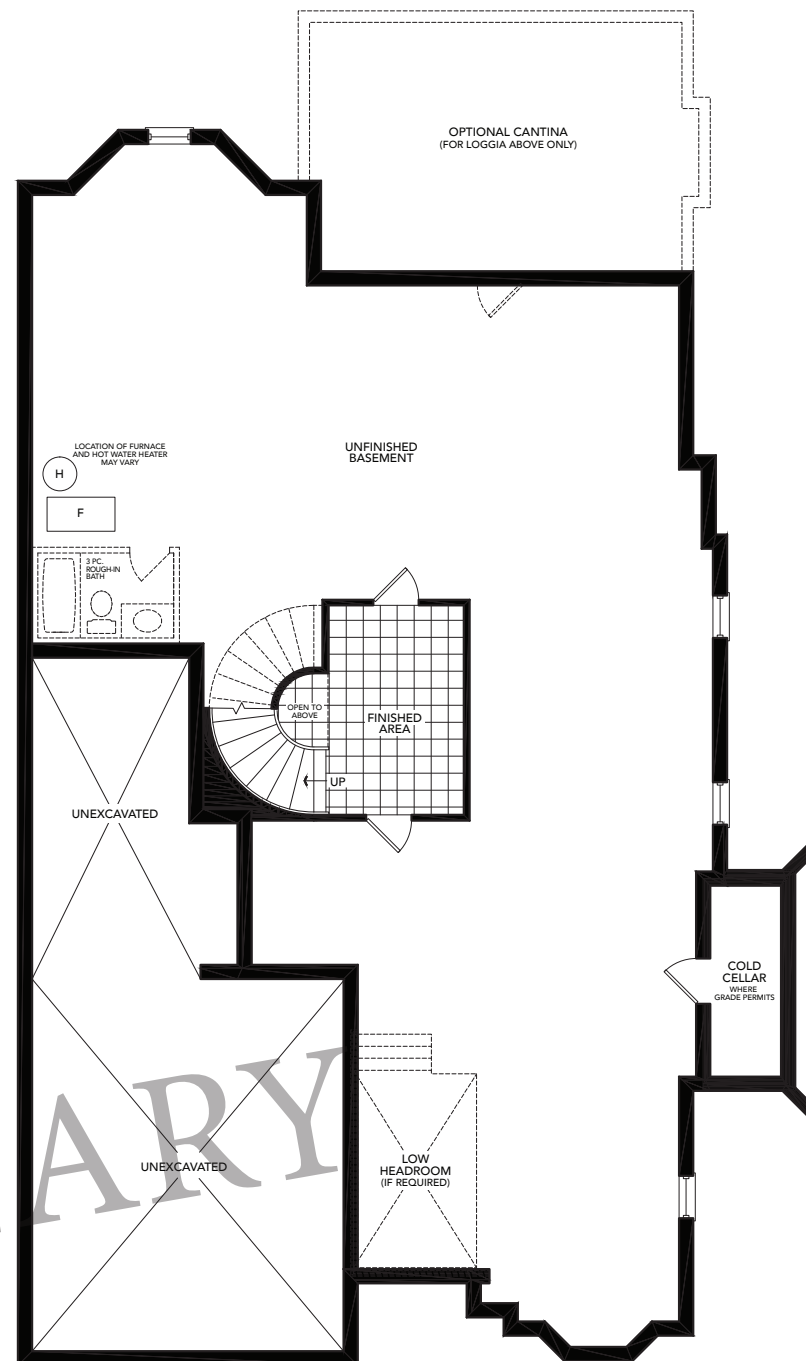 OPTIONAL CANTINA
(FOR LOGGIA ABOVE ONLY)
LOCATION OF FURNACE
AND HOT WATER HEATER
MAY VARY
H
F
UNFINISHED
BASEMENT
3 PC.
ROUGH-IN
BATH
OPEN TO
ABOVE
FINISHED
AREA
UP
UNEXCAVATED
COLD
CELLAR
WHERE
GRADE PERMITS
LOW
HEADROOM
(IF REQUIRED)
UNEXCAVATED
ARY